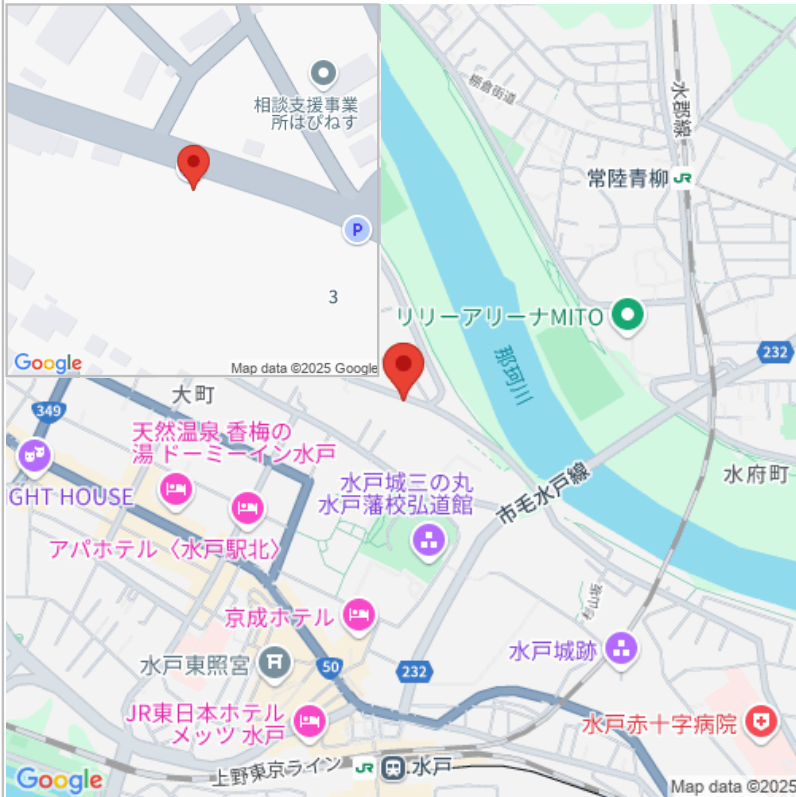 相談支援事業
所はぴねす
P
3
Google
Map data ©2025 Google
棚倉街道
水郡線
常陸青柳 JR
リリーアリーナMITO
那珂川
232
大町
349
天然温泉 香梅の
湯 ドーミーイン水戸
GHT HOUSE
水戸城三の丸
水戸藩校弘道館
市毛水戸線
水府町
アパホテル〈水戸駅北〉
京成ホテル
杉山坂
水戸城跡
水戸東照宮
50
232
JR東日本ホテル
メッツ 水戸
水戸赤十字病院
上野東京ライン
JR 水戸
Google
Map data ©2025